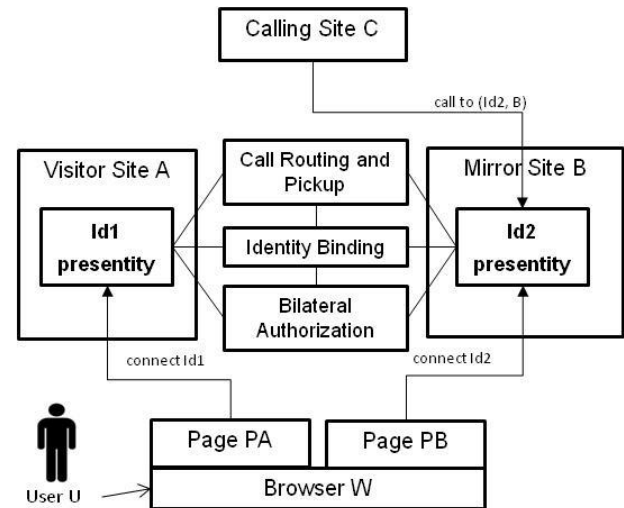 Calling Site C
call to (Id2, B)
Visitor Site A
Call Routing and
Pickup
Mirror Site B
Id1
presentity
Identity Binding
Id2
presentity
Bilateral
Authorization
connect Id1
connect Id2
Page PA
Page PB
User U
Browser W